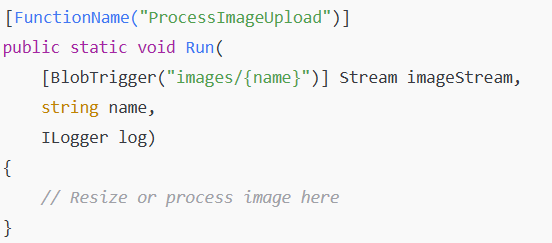 [FunctionName("ProcessImageUpload")]
public static void Run(
    [BlobTrigger("images/{name}")] Stream imageStream,
    string name,
    ILogger log)
{
    // Resize or process image here
}